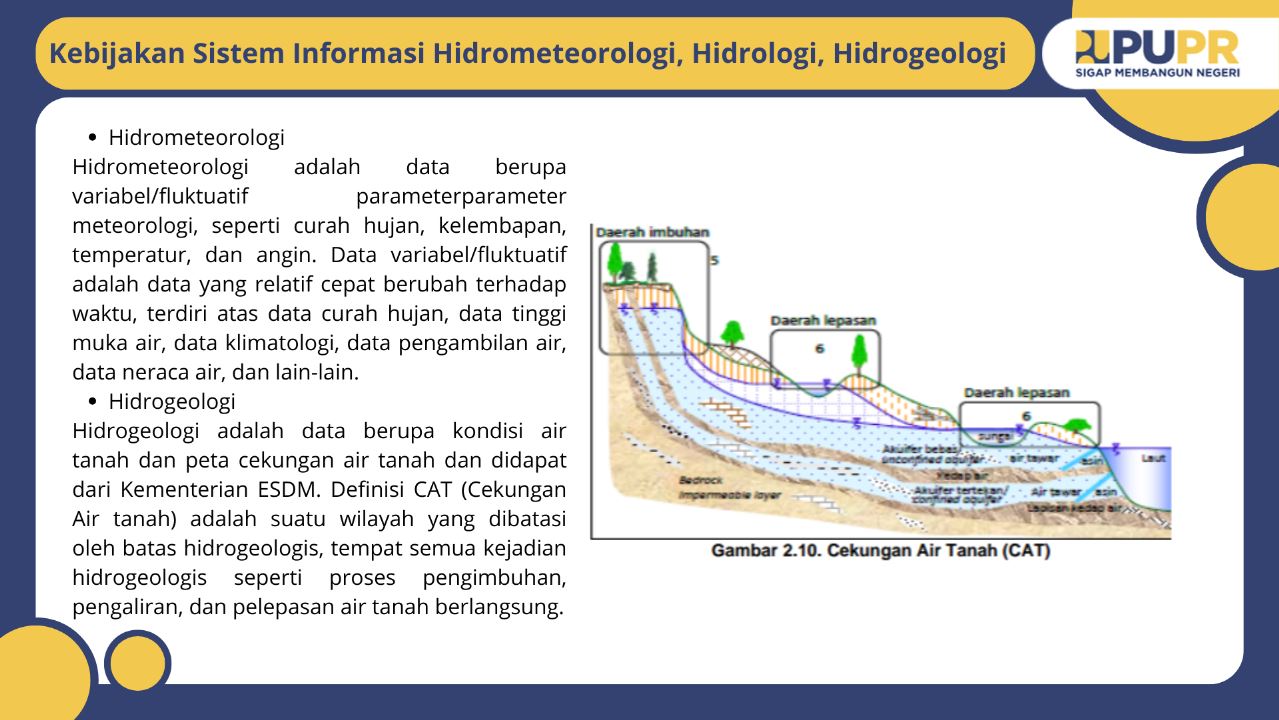 Kebijakan Sistem Informasi Hidrometeorologi, Hidrologi, Hidrogeologi
PUPR
SIGAP MEMBANGUN NEGERI
• Hidrometeorologi
Hidrometeorologi adalah data berupa
variabel/fluktuatif parameterparameter
meteorologi, seperti curah hujan, kelembapan,
temperatur, dan angin. Data variabel/fluktuatif
adalah data yang relatif cepat berubah terhadap
waktu, terdiri atas data curah hujan, data tinggi
muka air, data klimatologi, data pengambilan air,
data neraca air, dan lain-lain.
• Hidrogeologi
Hidrogeologi adalah data berupa kondisi air
tanah dan peta cekungan air tanah dan didapat
dari Kementerian ESDM. Definisi CAT (Cekungan
Air tanah) adalah suatu wilayah yang dibatasi
oleh batas hidrogeologis, tempat semua kejadian
hidrogeologis seperti proses pengimbuhan,
pengaliran, dan pelepasan air tanah berlangsung.
Daerah imbuhan
5
Daerah lepasan
6
Daerah lepasan
6
sungai
Akuifer bebas/
unconfined aquifer
air tawar
asin
Laut
Kedap air
Bedrock
Impermeable layer
Akuifer tertekan/
confined aquifer
Air tawar
asin
Lapisan kedap air
Gambar 2.10. Cekungan Air Tanah (CAT)